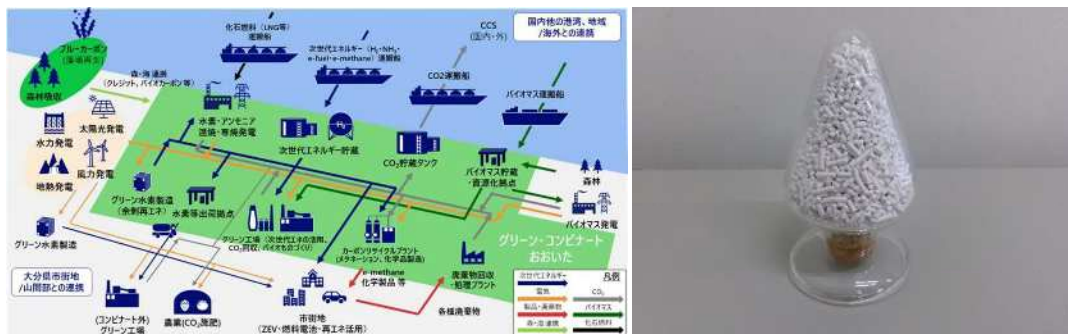 化石燃料（LNG等）
運搬船
次世代エネルギー（H₂・NH₃・
e-fuel・e-methane）運搬船
CCS
（国内・外）
国内他の港湾、地域
/海外との連携
ブルーカーボン
（藻場再生）
森林吸収
森・海連携
（クレジット、バイオカーボン等）
CO2運搬船
バイオマス運搬船
水力発電
太陽光発電
地熱発電
風力発電
水素・アンモニア
混焼・専焼発電
次世代エネルギー貯蔵
H₂
CO₂貯蔵タンク
バイオマス貯蔵
・資源化拠点
森林
バイオマス発電
グリーン水素製造
（余剰再エネ）
水素等出荷拠点
グリーン水素製造
グリーン工場（次世代エネの活用、
CO₂回収、バイオものづくり）
カーボンリサイクルプラント
（メタネーション、化学品製造）
グリーン・コンビナート
おおいた
廃棄物回収
・処理プラント
大分県市街地
/山間部との連携
e-methane
化学製品 等
（コンビナート外）
グリーン工場
農業(CO₂施肥)
市街地
（ZEV・燃料電池・再エネ活用）
各種廃棄物
凡例
次世代エネルギー
電気
CO₂
製品・廃棄物
バイオマス
森・海連携
化石燃料